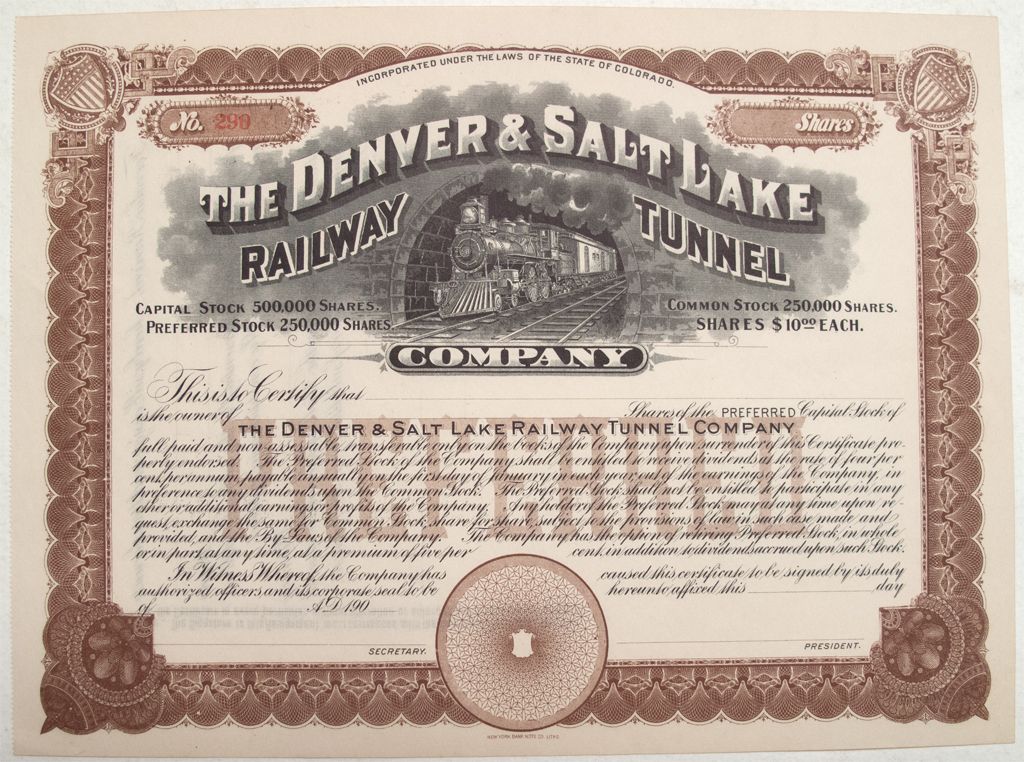 INCORPORATED UNDER THE LAWS OF THE STATE OF COLORADO.
No. 290
Shares
THE DENVER & SALT LAKE
RAILWAY TUNNEL
CAPITAL STOCK 500,000 SHARES.
PREFERRED STOCK 250,000 SHARES
COMMON STOCK 250,000 SHARES.
SHARES $10.00 EACH.
COMPANY
This is to Certify that
is the owner of Shares of the PREFERRED Capital Stock of
THE DENVER & SALT LAKE RAILWAY TUNNEL COMPANY
full paid and non-assessable, transferable only on the books of the Company upon surrender of this Certificate pro-
perly endorsed. The Preferred Stock of the Company shall be entitled to receive dividends at the rate of four per
cent. per annum, payable annually on the first day of January in each year out of the earnings of the Company, in
preference to any dividends upon the Common Stock. The Preferred Stock shall not be entitled to participate in any
other or additional earnings or profits of the Company. Any holder of the Preferred Stock may at any time upon re-
quest, exchange the same for Common Stock, share for share, subject to the provisions of law in such case made and
provided, and the By-Laws of the Company. The Company has the option of retiring Preferred Stock, in whole
or in part, at any time, at a premium of five per cent., in addition to dividends accrued upon such Stock.
In Witness Whereof, the Company has caused this certificate to be signed by its duly
authorized officers and its corporate seal to be hereunto affixed this day
of A.D. 190
SECRETARY.
PRESIDENT.
NEW YORK BANK NOTE CO. LITHO.